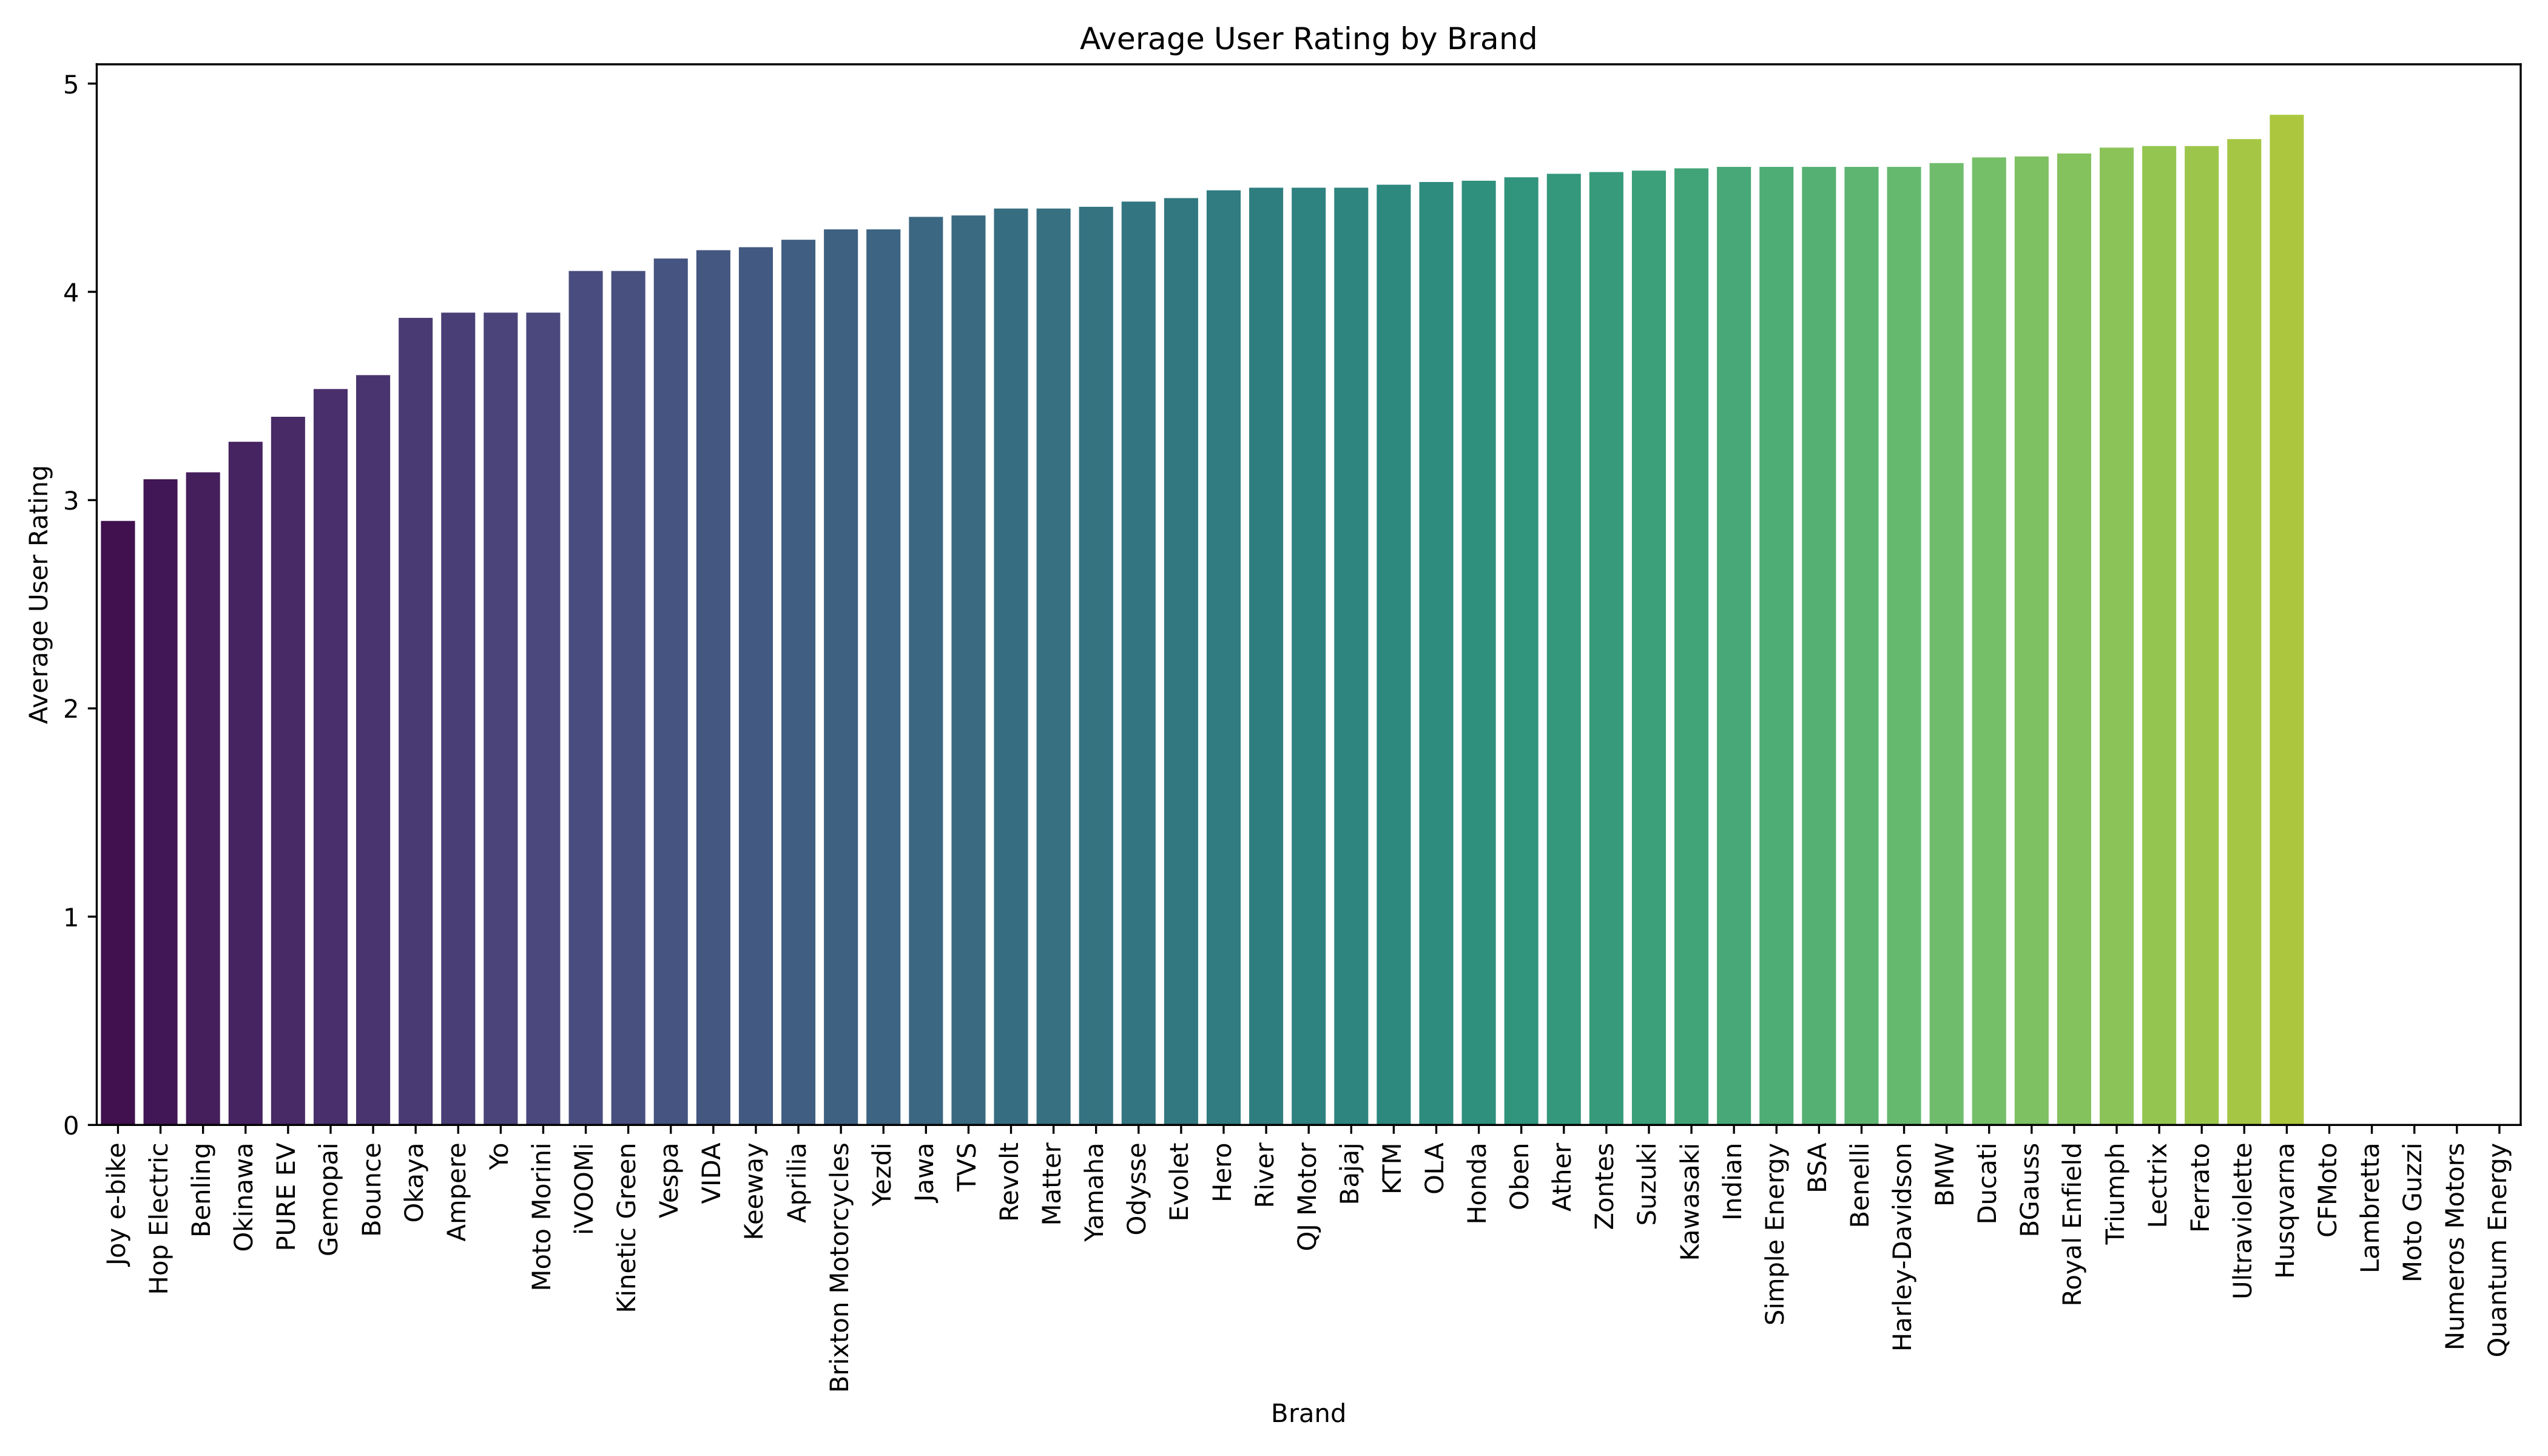 Average User Rating by Brand
Average User Rating
5
4
3
2
1
0
Joy e-bike
Hop Electric
Benling
Okinawa
PURE EV
Gemopai
Bounce
Okaya
Ampere
Yo
Moto Morini
iVOOMi
Kinetic Green
Vespa
VIDA
Keeway
Aprilia
Brixton Motorcycles
Yezdi
Jawa
TVS
Revolt
Matter
Yamaha
Odysse
Evolet
Hero
River
QJ Motor
Bajaj
KTM
OLA
Honda
Oben
Ather
Zontes
Suzuki
Kawasaki
Indian
Simple Energy
BSA
Benelli
Harley-Davidson
BMW
Ducati
BGauss
Royal Enfield
Triumph
Lectrix
Ferrato
Ultraviolette
Husqvarna
CFMoto
Lambretta
Moto Guzzi
Numeros Motors
Quantum Energy
Brand